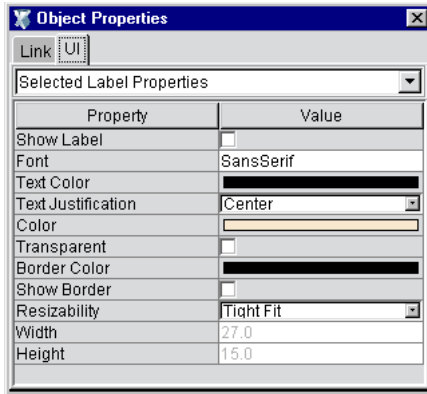 Object Properties
Link UI
Selected Label Properties
Property Value
Show Label
Font SansSerif
Text Color
Text Justification Center
Color
Transparent
Border Color
Show Border
Resizability Tight Fit
Width 27.0
Height 15.0